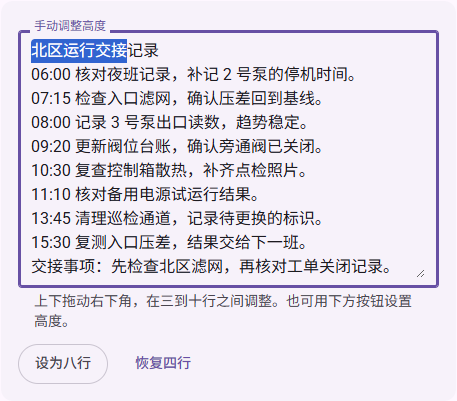 手动调整高度
北区运行交接记录
06:00 核对夜班记录，补记 2 号泵的停机时间。
07:15 检查入口滤网，确认压差回到基线。
08:00 记录 3 号泵出口读数，趋势稳定。
09:20 更新阀位台账，确认旁通阀已关闭。
10:30 复查控制箱散热，补齐点检照片。
11:10 核对备用电源试运行结果。
13:45 清理巡检通道，记录待更换的标识。
15:30 复测入口压差，结果交给下一班。
交接事项：先检查北区滤网，再核对工单关闭记录。
上下拖动右下角，在三到十行之间调整。也可用下方按钮设置
高度。
设为八行 恢复四行